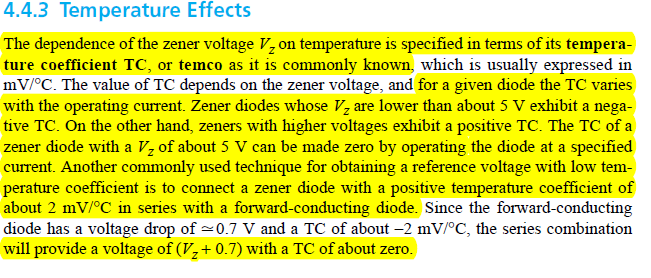 4.4.3 Temperature Effects
The dependence of the zener voltage V_z on temperature is specified in terms of its tempera-
ture coefficient TC, or temco as it is commonly known, which is usually expressed in
mV/°C. The value of TC depends on the zener voltage, and for a given diode the TC varies
with the operating current. Zener diodes whose V_z are lower than about 5 V exhibit a nega-
tive TC. On the other hand, zeners with higher voltages exhibit a positive TC. The TC of a
zener diode with a V_z of about 5 V can be made zero by operating the diode at a specified
current. Another commonly used technique for obtaining a reference voltage with low tem-
perature coefficient is to connect a zener diode with a positive temperature coefficient of
about 2 mV/°C in series with a forward-conducting diode. Since the forward-conducting
diode has a voltage drop of ≃0.7 V and a TC of about –2 mV/°C, the series combination
will provide a voltage of (V_z + 0.7) with a TC of about zero.